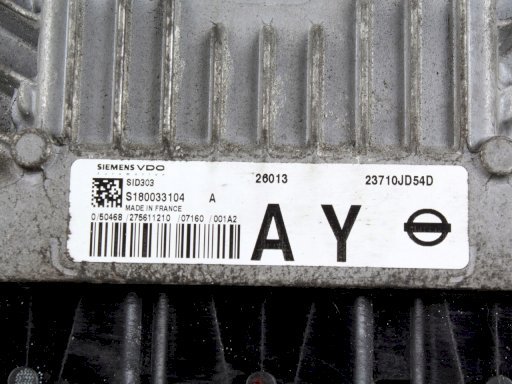 SIEMENS VDO
SID303
S180033104 A
MADE IN FRANCE
0/50468 /275611210 /07160 /001A2
26013
23710JD54D
A Y